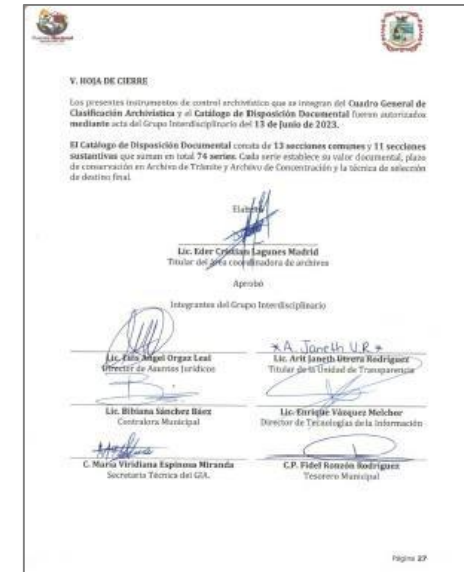 V. HOJA DE CIERRE
Los presentes instrumentos de control archivístico que se integran del Cuadro General de
Clasificación Archivística y el Catálogo de Disposición Documental fueron autorizados
mediante acta del Grupo Interdisciplinario del 13 de Junio de 2023.
El Catálogo de Disposición Documental consta de 13 secciones comunes y 11 secciones
sustantivas que suman en total 74 series. Cada serie establece su valor documental, plazo
de conservación en Archivo de Trámite y Archivo de Concentración y la técnica de selección
de destino final.
Elaboró
Lic. Eder Cristian Lagunes Madrid
Titular del área coordinadora de archivos
Aprobó
Integrantes del Grupo Interdisciplinario
*A. Janeth U.R*
Lic. Luis Angel Orgaz Leal
Director de Asuntos Jurídicos
Lic. Arit Janeth Utrera Rodríguez
Titular de la Unidad de Transparencia
Lic. Bibiana Sánchez Báez
Contralora Municipal
Lic. Enrique Vázquez Melchor
Director de Tecnologías de la Información
C. María Viridiana Espinosa Miranda
Secretaria Técnica del GIA.
C.P. Fidel Ronzón Rodríguez
Tesorero Municipal
Página 27